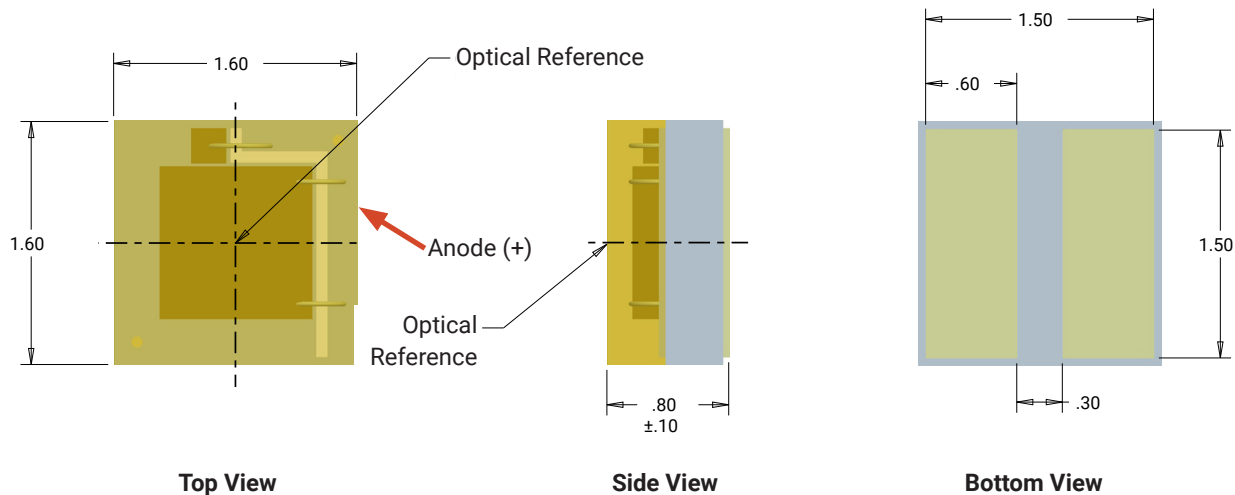 1.50
1.60
Optical Reference
.60
1.60
Anode (+)
1.50
Optical
Reference
.80
±.10
.30
Top View
Side View
Bottom View